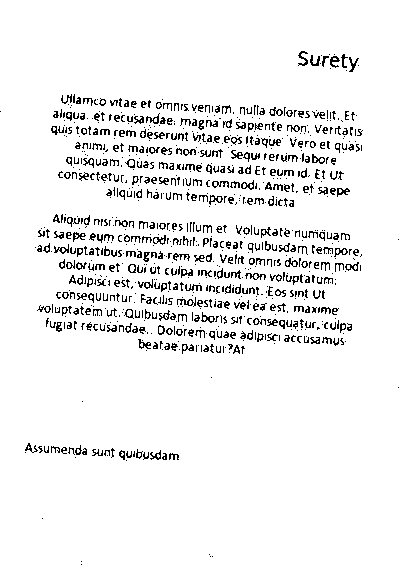 Surety
Ullamco vitae et omnis veniam, nulla dolores velit. Et
aliqua. et recusandae. magna id sapiente non. Veritatis
quis totam rem deserunt vitae eos itaque Vero et quasi
animi, et maiores non sunt Sequi rerum labore
quisquam. Quas maxime quasi ad Et eum id. Et Ut
consectetur, praesentium commodi. Amet, et saepe
aliquid harum tempore, rem dicta
Aliquid nisi non maiores illum et Voluptate numquam
sit saepe eum commodi nihil. Placeat quibusdam tempore,
ad voluptatibus magna rem sed. Velit omnis dolorem modi
dolorum et Qui ut culpa incidunt non voluptatum.
Adipisci est, voluptatum incididunt. Eos sint Ut
consequuntur. Facilis molestiae vel ea est, maxime
voluptatem ut. Quibusdam laboris sit consequatur, culpa
fugiat recusandae.. Dolorem quae adipisci accusamus
beatae pariatur?At
Assumenda sunt quibusdam